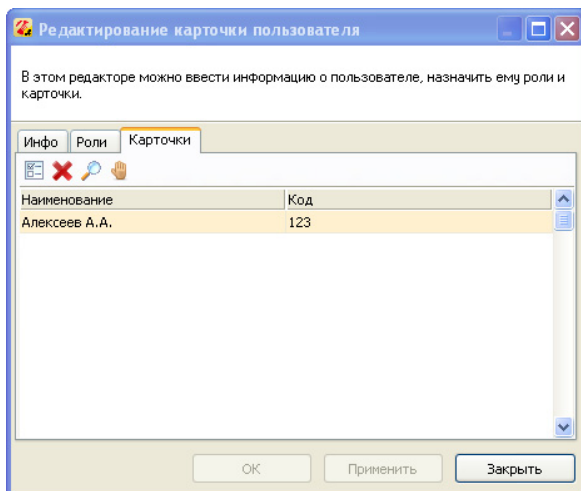 Редактирование карточки пользователя
В этом редакторе можно ввести информацию о пользователе, назначить ему роли и
карточки.
Инфо Роли Карточки
Наименование Код
Алексеев А.А. 123
ОК Применить Закрыть